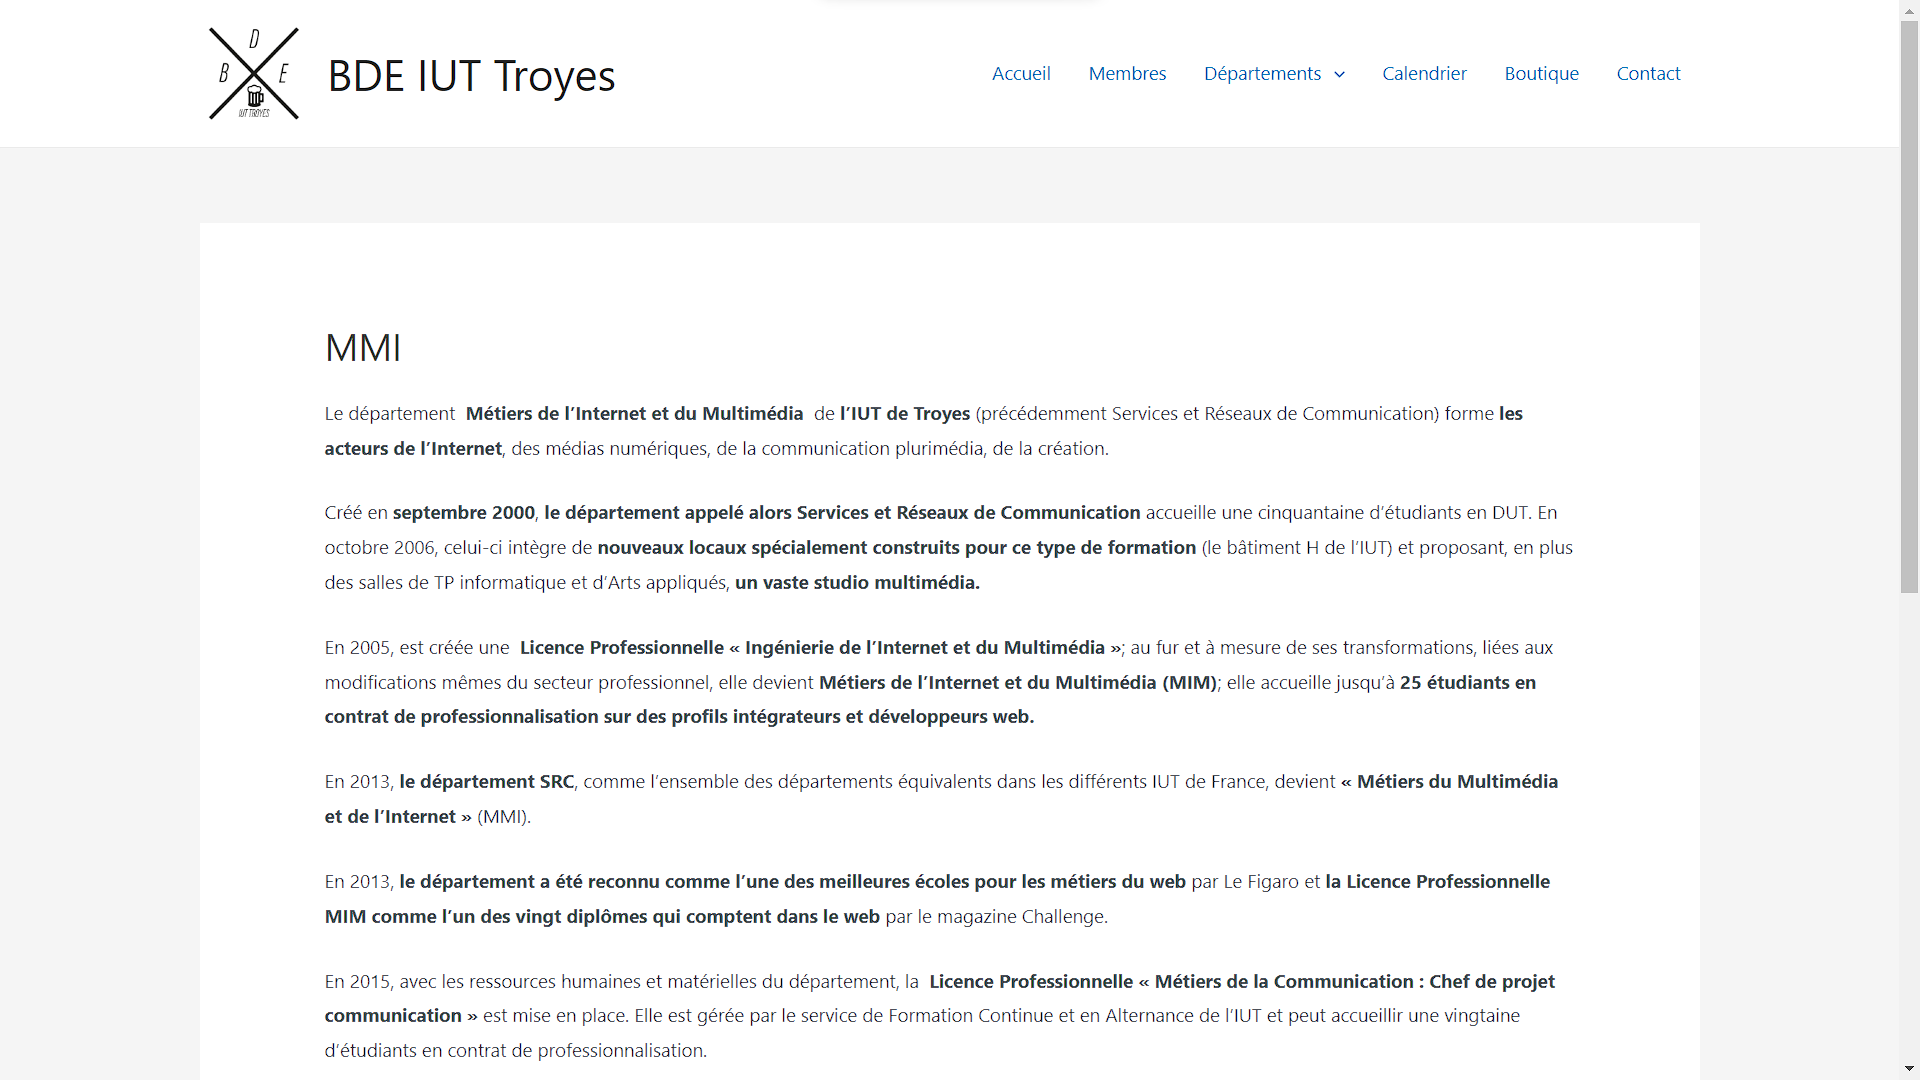 D
B E
IUT TROYES
BDE IUT Troyes
Accueil Membres Départements Calendrier Boutique Contact
MMI
Le département Métiers de l’Internet et du Multimédia de l’IUT de Troyes (précédemment Services et Réseaux de Communication) forme les
acteurs de l’Internet, des médias numériques, de la communication plurimédia, de la création.
Créé en septembre 2000, le département appelé alors Services et Réseaux de Communication accueille une cinquantaine d’étudiants en DUT. En
octobre 2006, celui-ci intègre de nouveaux locaux spécialement construits pour ce type de formation (le bâtiment H de l’IUT) et proposant, en plus
des salles de TP informatique et d’Arts appliqués, un vaste studio multimédia.
En 2005, est créée une Licence Professionnelle « Ingénierie de l’Internet et du Multimédia »; au fur et à mesure de ses transformations, liées aux
modifications mêmes du secteur professionnel, elle devient Métiers de l’Internet et du Multimédia (MIM); elle accueille jusqu’à 25 étudiants en
contrat de professionnalisation sur des profils intégrateurs et développeurs web.
En 2013, le département SRC, comme l’ensemble des départements équivalents dans les différents IUT de France, devient « Métiers du Multimédia
et de l’Internet » (MMI).
En 2013, le département a été reconnu comme l’une des meilleures écoles pour les métiers du web par Le Figaro et la Licence Professionnelle
MIM comme l’un des vingt diplômes qui comptent dans le web par le magazine Challenge.
En 2015, avec les ressources humaines et matérielles du département, la Licence Professionnelle « Métiers de la Communication : Chef de projet
communication » est mise en place. Elle est gérée par le service de Formation Continue et en Alternance de l’IUT et peut accueillir une vingtaine
d’étudiants en contrat de professionnalisation.